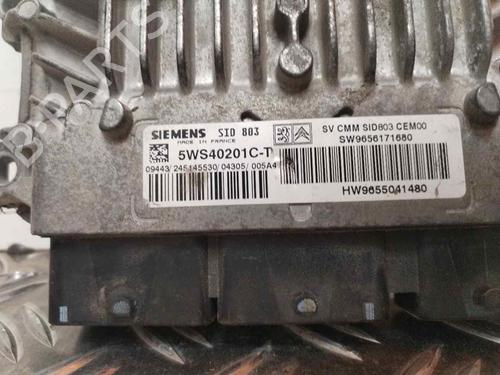 B-PARTS
SIEMENS SID 803
MADE IN FRANCE
5WS40201C-T
09443/245145530/04305/005A4
SV CMM SID803 CEM00
SW9656171680
HW9655041480